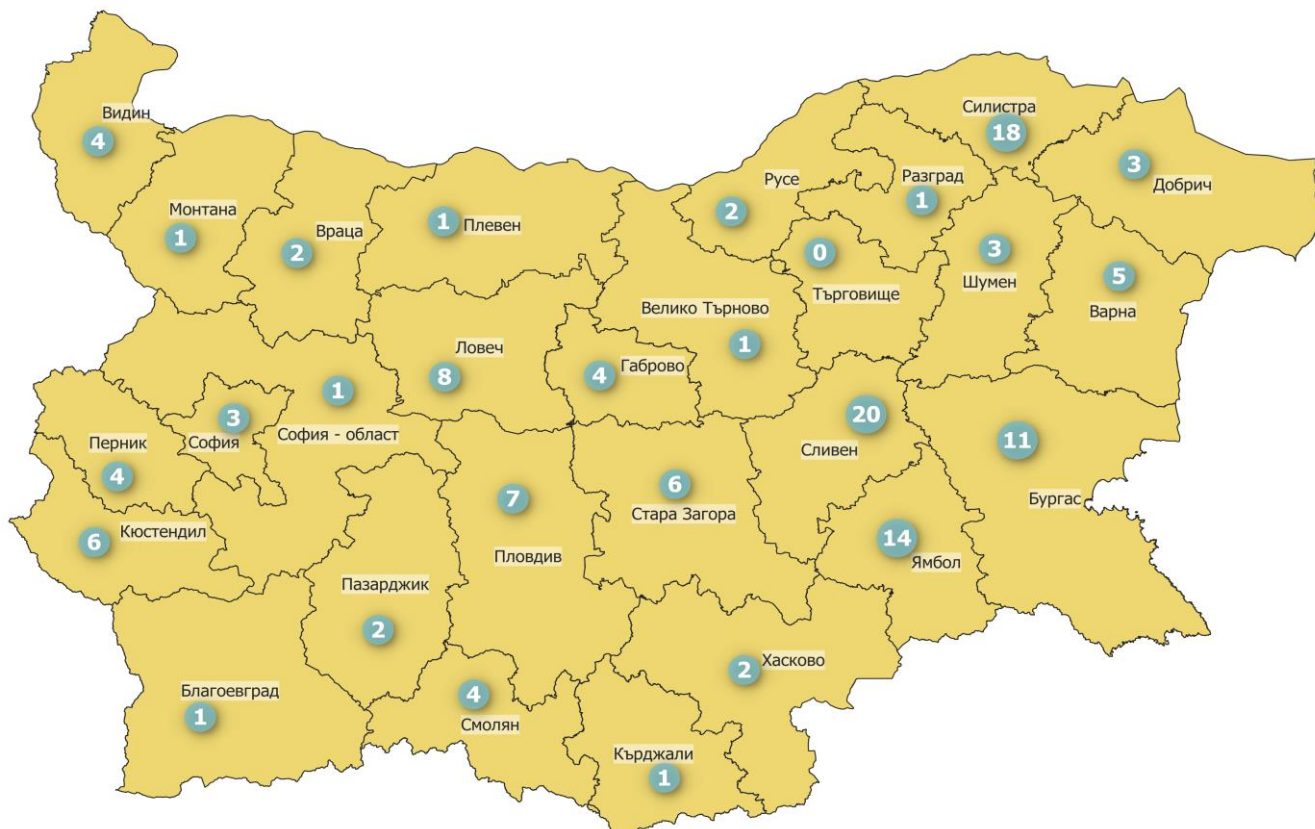 Видин
4
Монтана
1
Враца
2
1
Плевен
Русе
2
Силистра
18
Разград
1
3
Добрич
0
Търговище
3
Шумен
5
Варна
Велико Търново
1
Ловеч
8
4
Габрово
1
София - област
3
София
Перник
4
6
Кюстендил
7
Пловдив
6
Стара Загора
20
Сливен
11
Бургас
14
Ямбол
Пазарджик
2
Благоевград
1
4
Смолян
Хасково
2
Кърджали
1